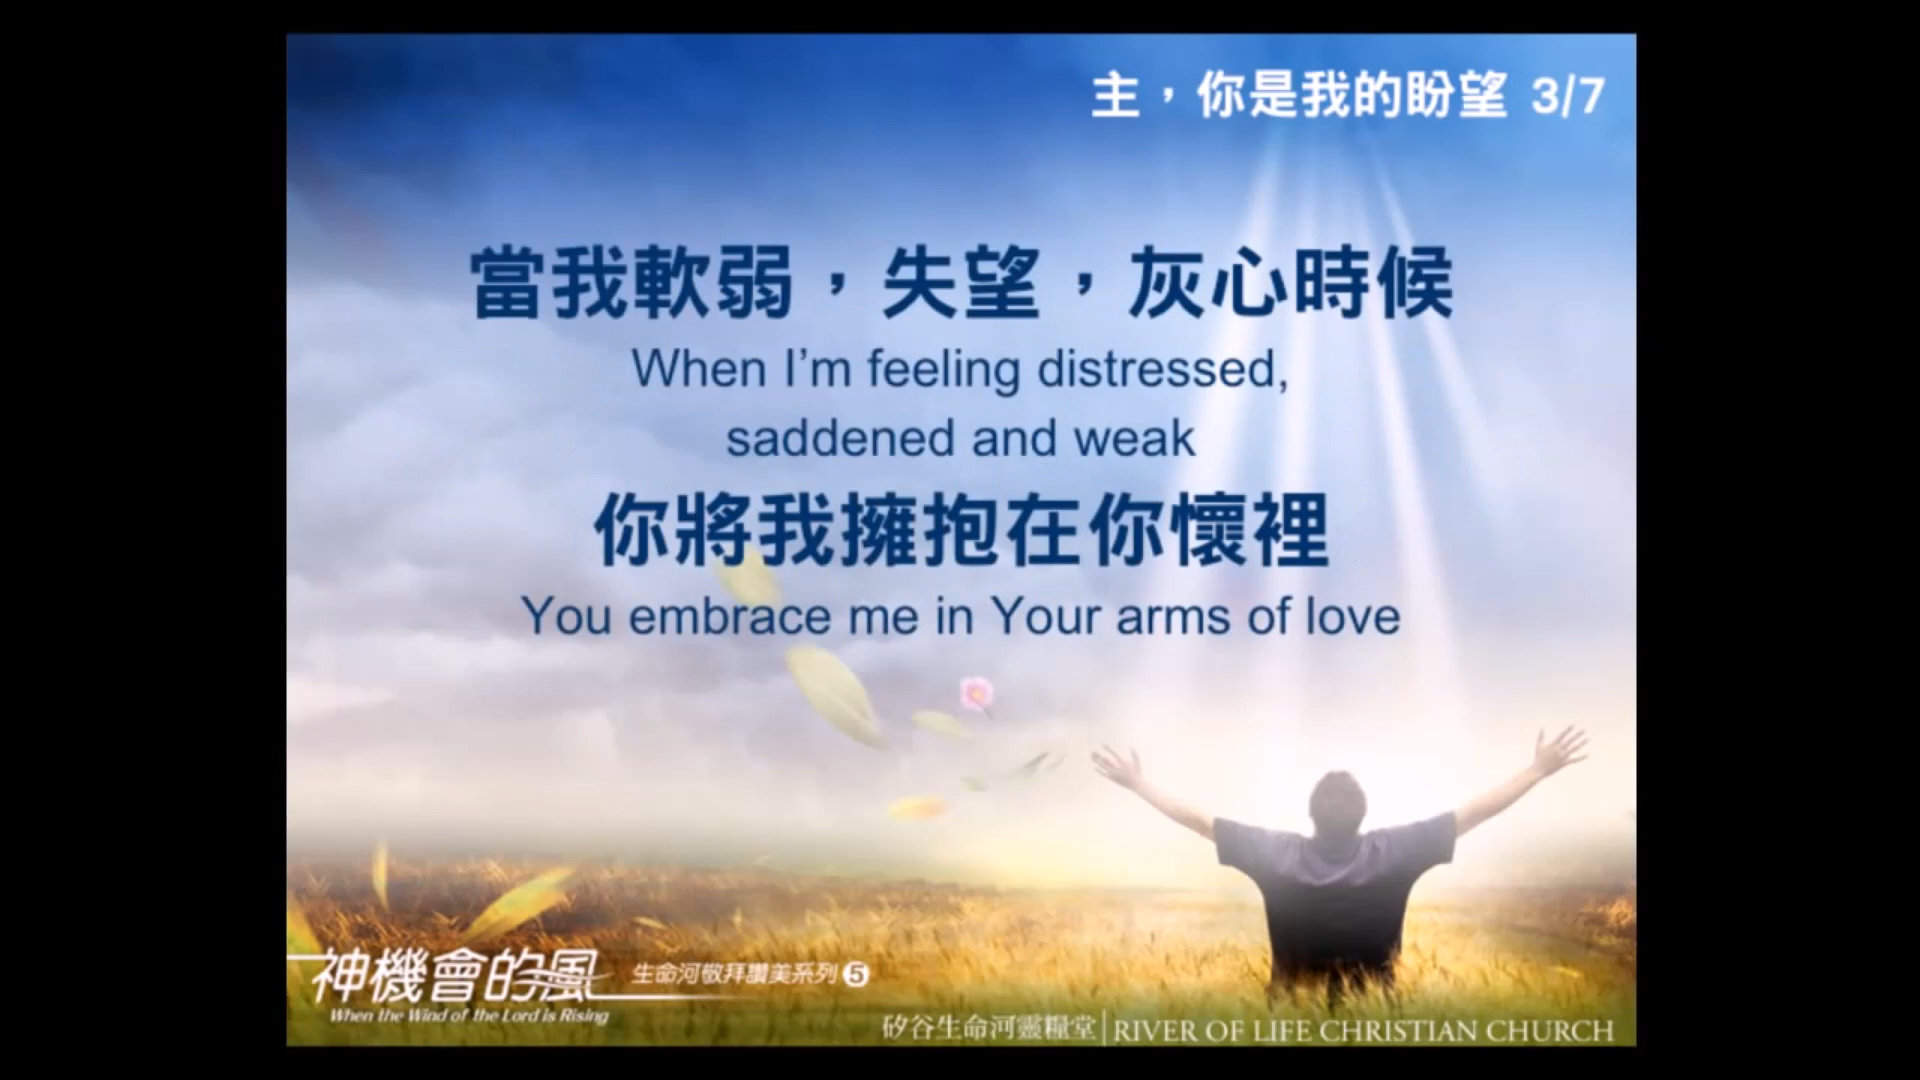 主，你是我的盼望 3/7
當我軟弱，失望，灰心時候
When I'm feeling distressed,
saddened and weak
你將我擁抱在你懷裡
You embrace me in Your arms of love
神機會的風 生命河敬拜讚美系列 5
When the Wind of the Lord is Rising
矽谷生命河靈糧堂 | RIVER OF LIFE CHRISTIAN CHURCH